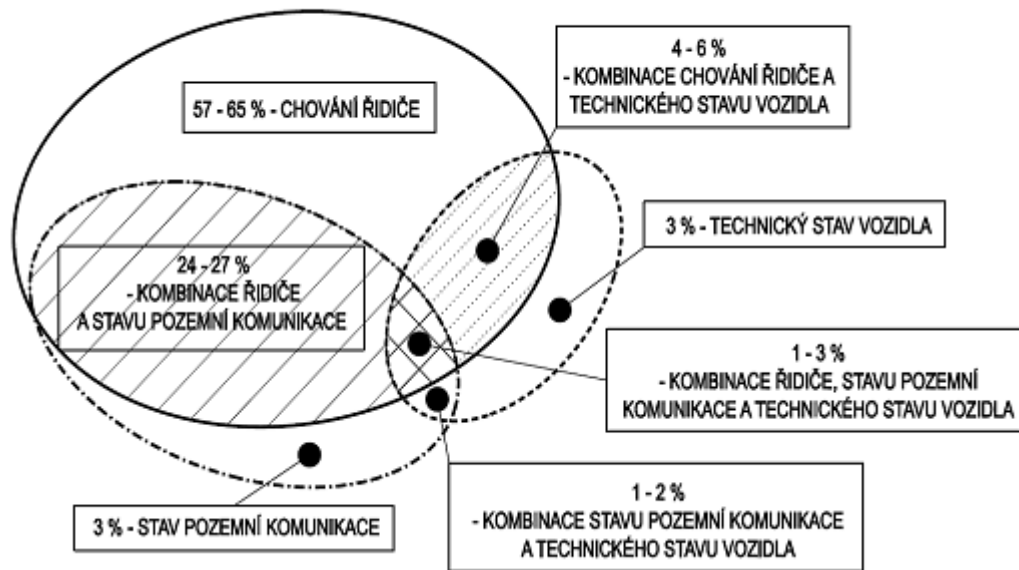 4 - 6 %
- KOMBINACE CHOVÁNÍ ŘIDIČE A
TECHNICKÉHO STAVU VOZIDLA
57 - 65 % - CHOVÁNÍ ŘIDIČE
3 % - TECHNICKÝ STAV VOZIDLA
24 - 27 %
- KOMBINACE ŘIDIČE
A STAVU POZEMNÍ KOMUNIKACE
1 - 3 %
- KOMBINACE ŘIDIČE, STAVU POZEMNÍ
KOMUNIKACE A TECHNICKÉHO STAVU VOZIDLA
1 - 2 %
- KOMBINACE STAVU POZEMNÍ KOMUNIKACE
A TECHNICKÉHO STAVU VOZIDLA
3 % - STAV POZEMNÍ KOMUNIKACE